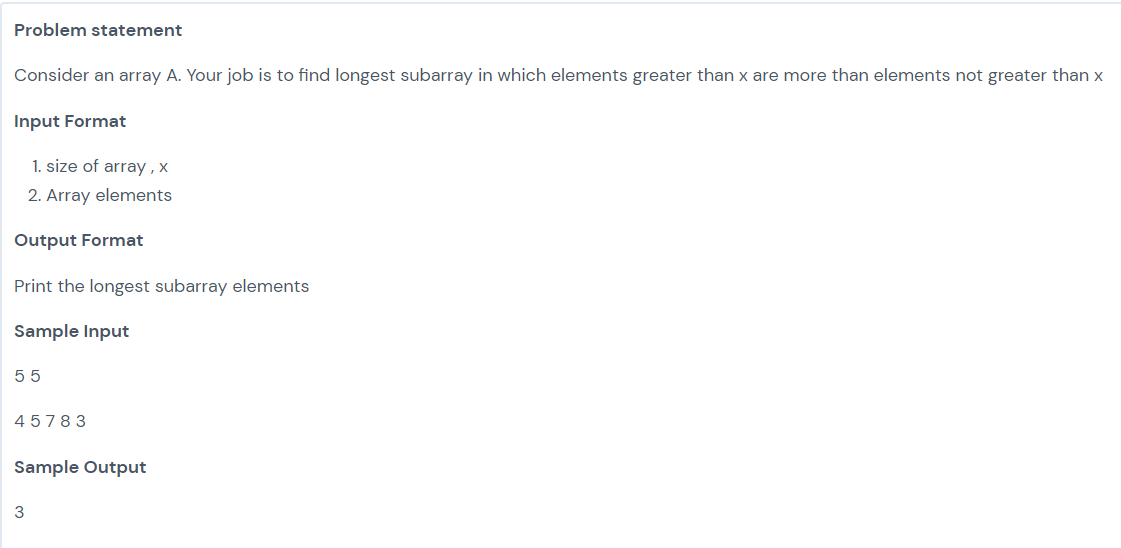 Problem statement
Consider an array A. Your job is to find longest subarray in which elements greater than x are more than elements not greater than x
Input Format
1. size of array , x
2. Array elements
Output Format
Print the longest subarray elements
Sample Input
5 5
4 5 7 8 3
Sample Output
3